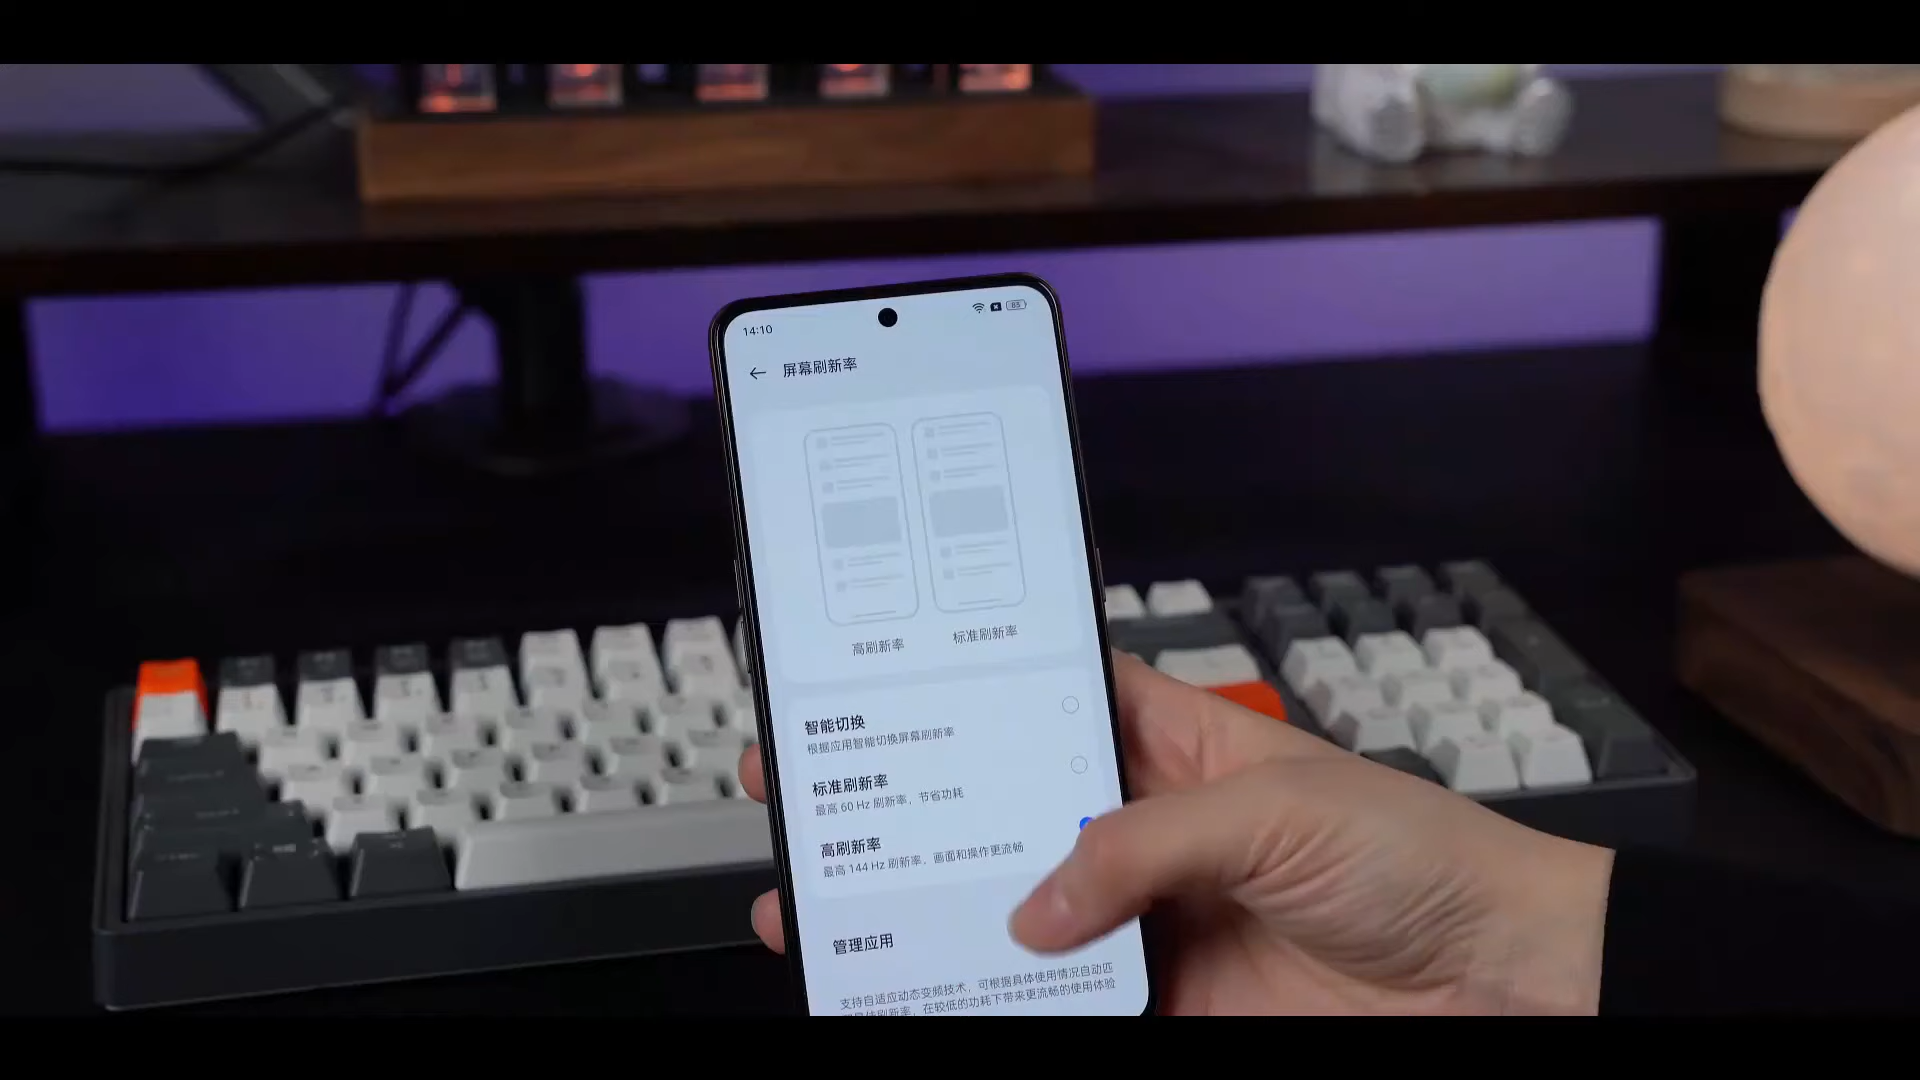 14:10
83
屏幕刷新率
高刷新率
标准刷新率
智能切换
根据应用智能切换屏幕刷新率
标准刷新率
最高 60 Hz 刷新率，节省功耗
高刷新率
最高 144 Hz 刷新率，画面和操作更流畅
管理应用
支持自适应动态变频技术，可根据具体使用情况自动匹
刷新率，在较低的功耗下带来更流畅的使用体验